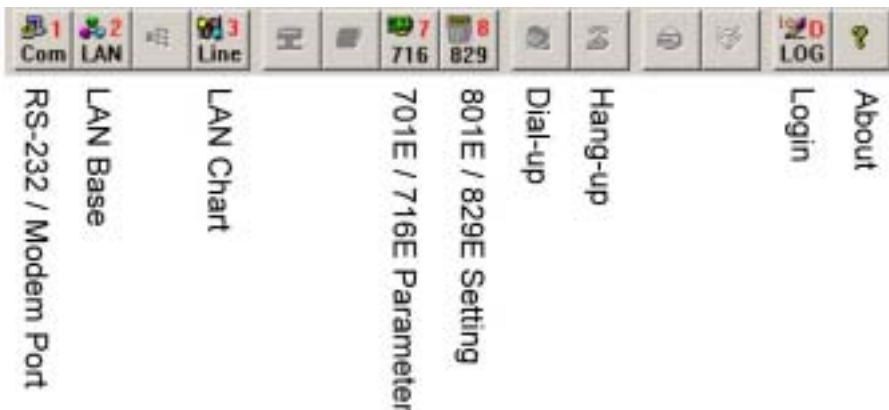 1 Com
2 LAN
3 Line
7 716
8 829
D LOG
RS-232 / Modem Port
LAN Base
LAN Chart
701E / 716E Parameter
801E / 829E Setting
Dial-up
Hang-up
Login
About